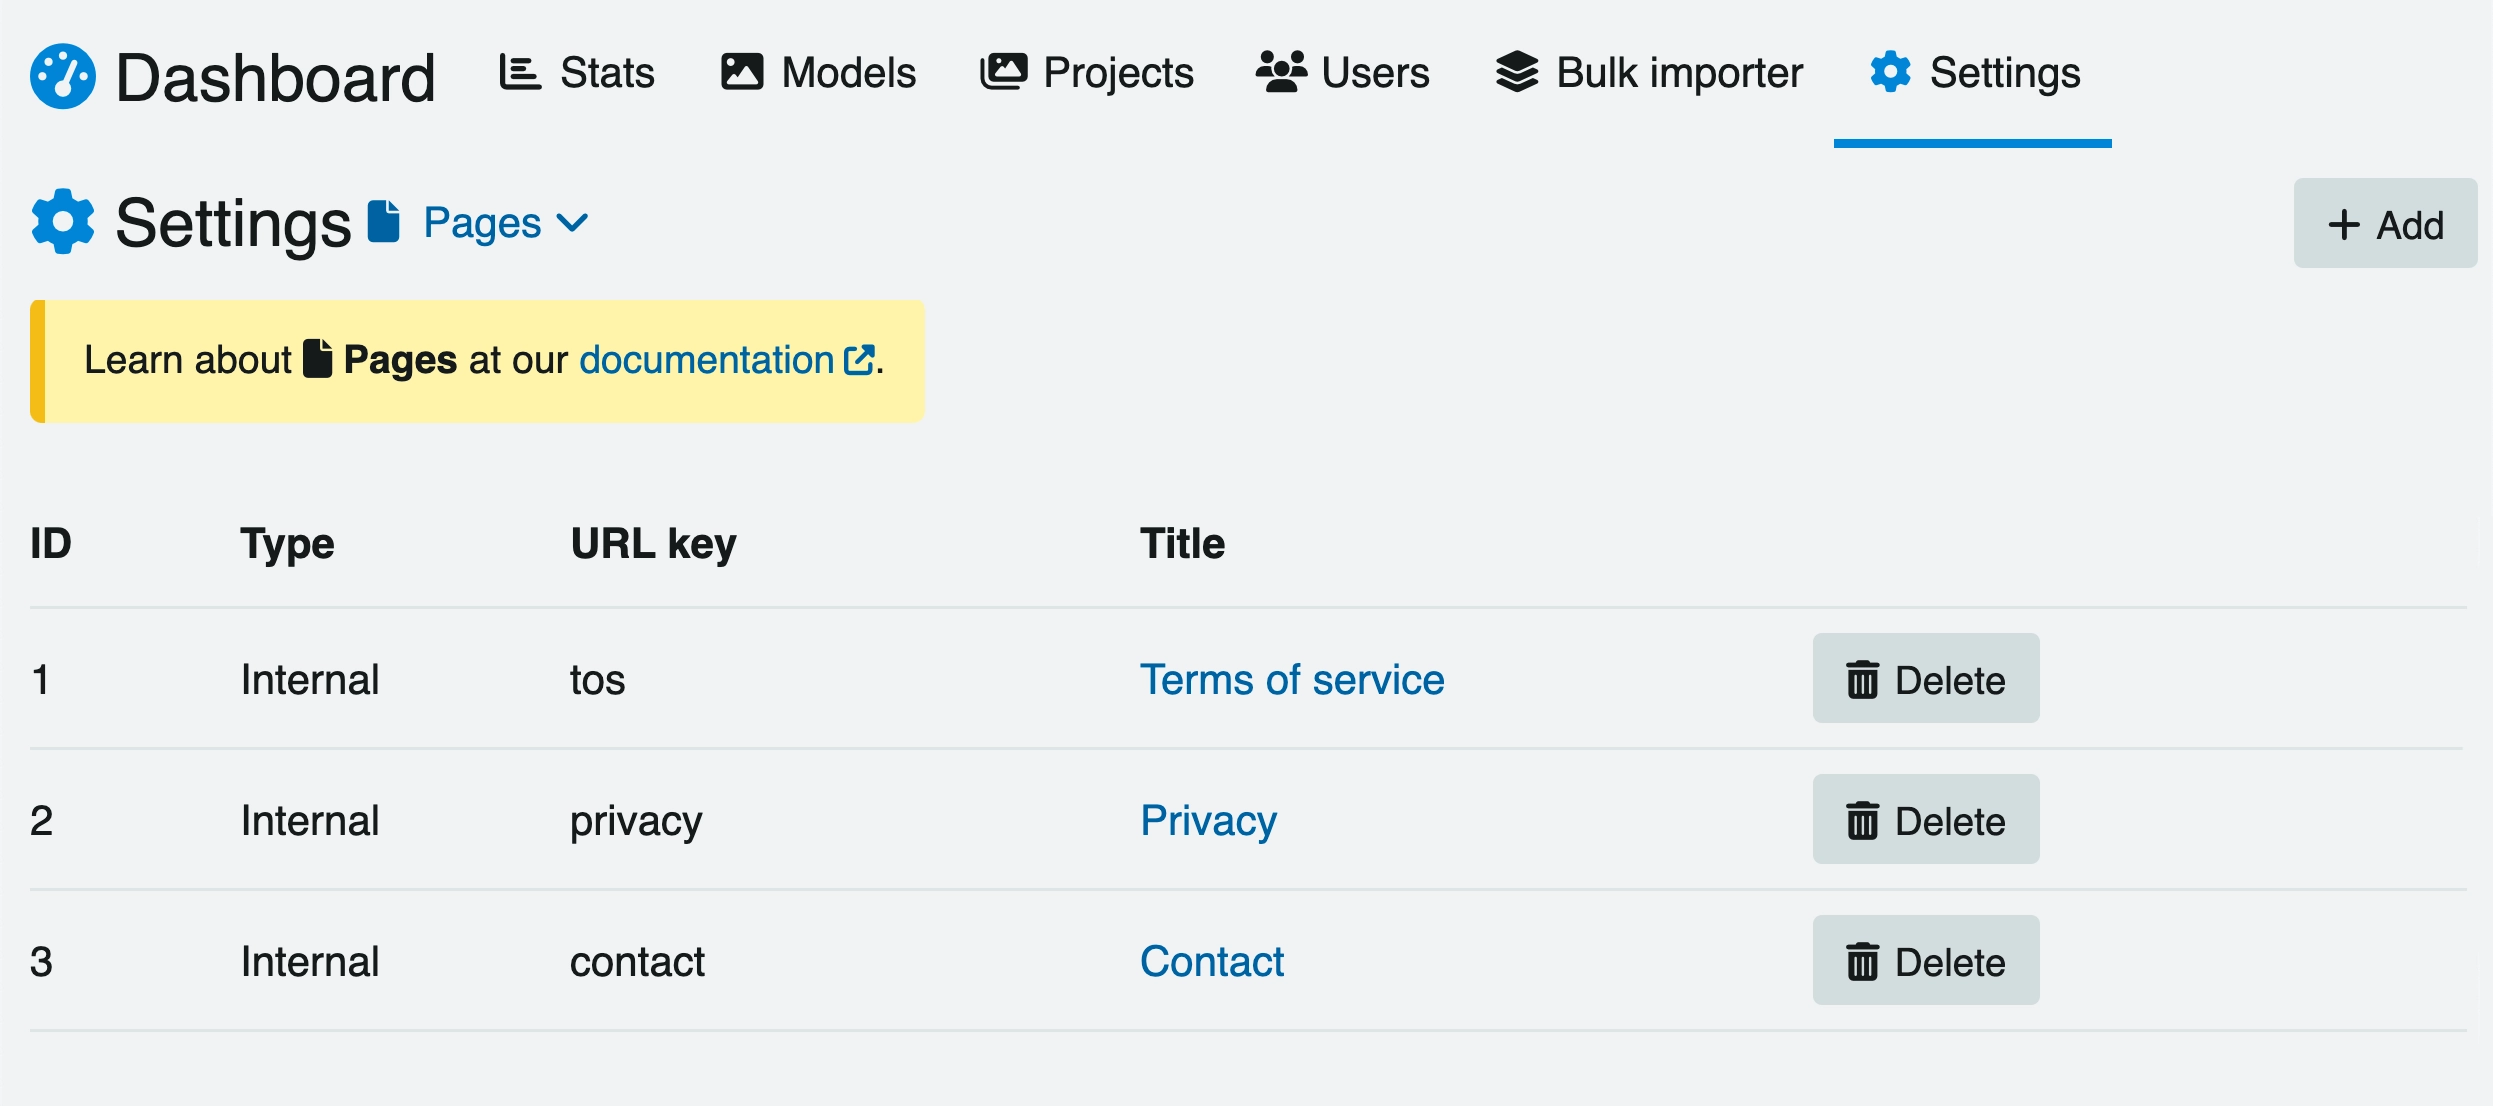 Dashboard Stats Models Projects Users Bulk importer Settings
Settings Pages Add
Learn about Pages at our documentation.
ID Type URL key Title
1 Internal tos Terms of service Delete
2 Internal privacy Privacy Delete
3 Internal contact Contact Delete